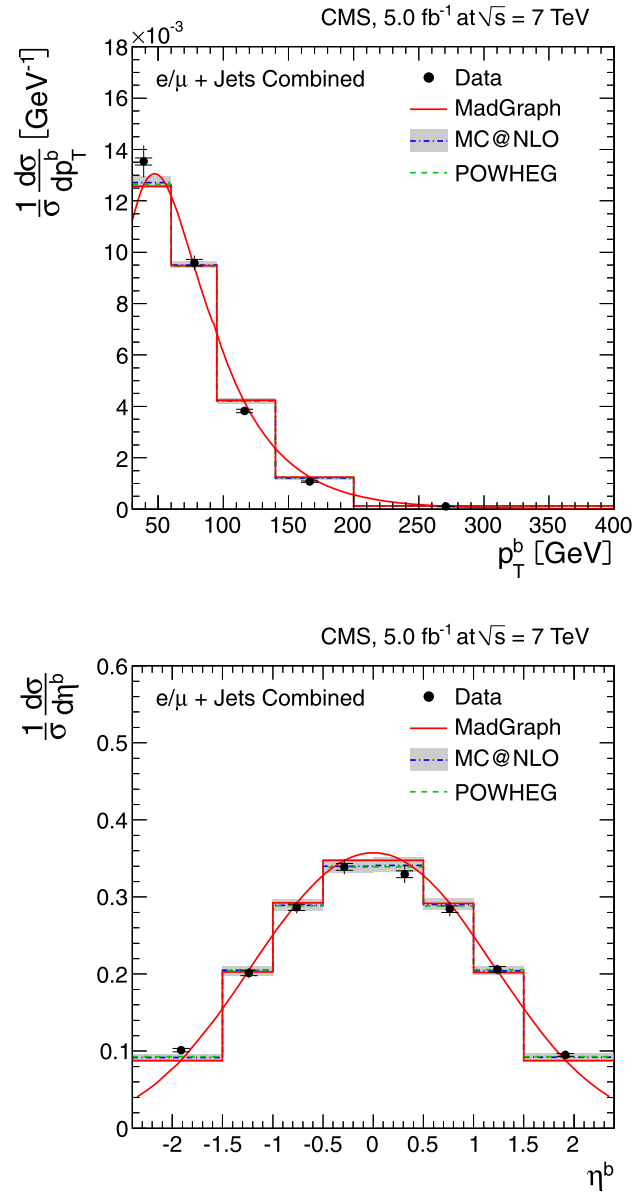 CMS, 5.0 fb⁻¹ at √s = 7 TeV
×10⁻³
18
16
14
12
10
8
6
4
2
0
1/σ dσ/dp_T^b [GeV⁻¹]
e/μ + Jets Combined
Data
MadGraph
MC@NLO
POWHEG
50 100 150 200 250 300 350 400
p_T^b [GeV]
CMS, 5.0 fb⁻¹ at √s = 7 TeV
0.6
0.5
0.4
0.3
0.2
0.1
0
1/σ dσ/dη^b
e/μ + Jets Combined
Data
MadGraph
MC@NLO
POWHEG
-2 -1.5 -1 -0.5 0 0.5 1 1.5 2
η^b